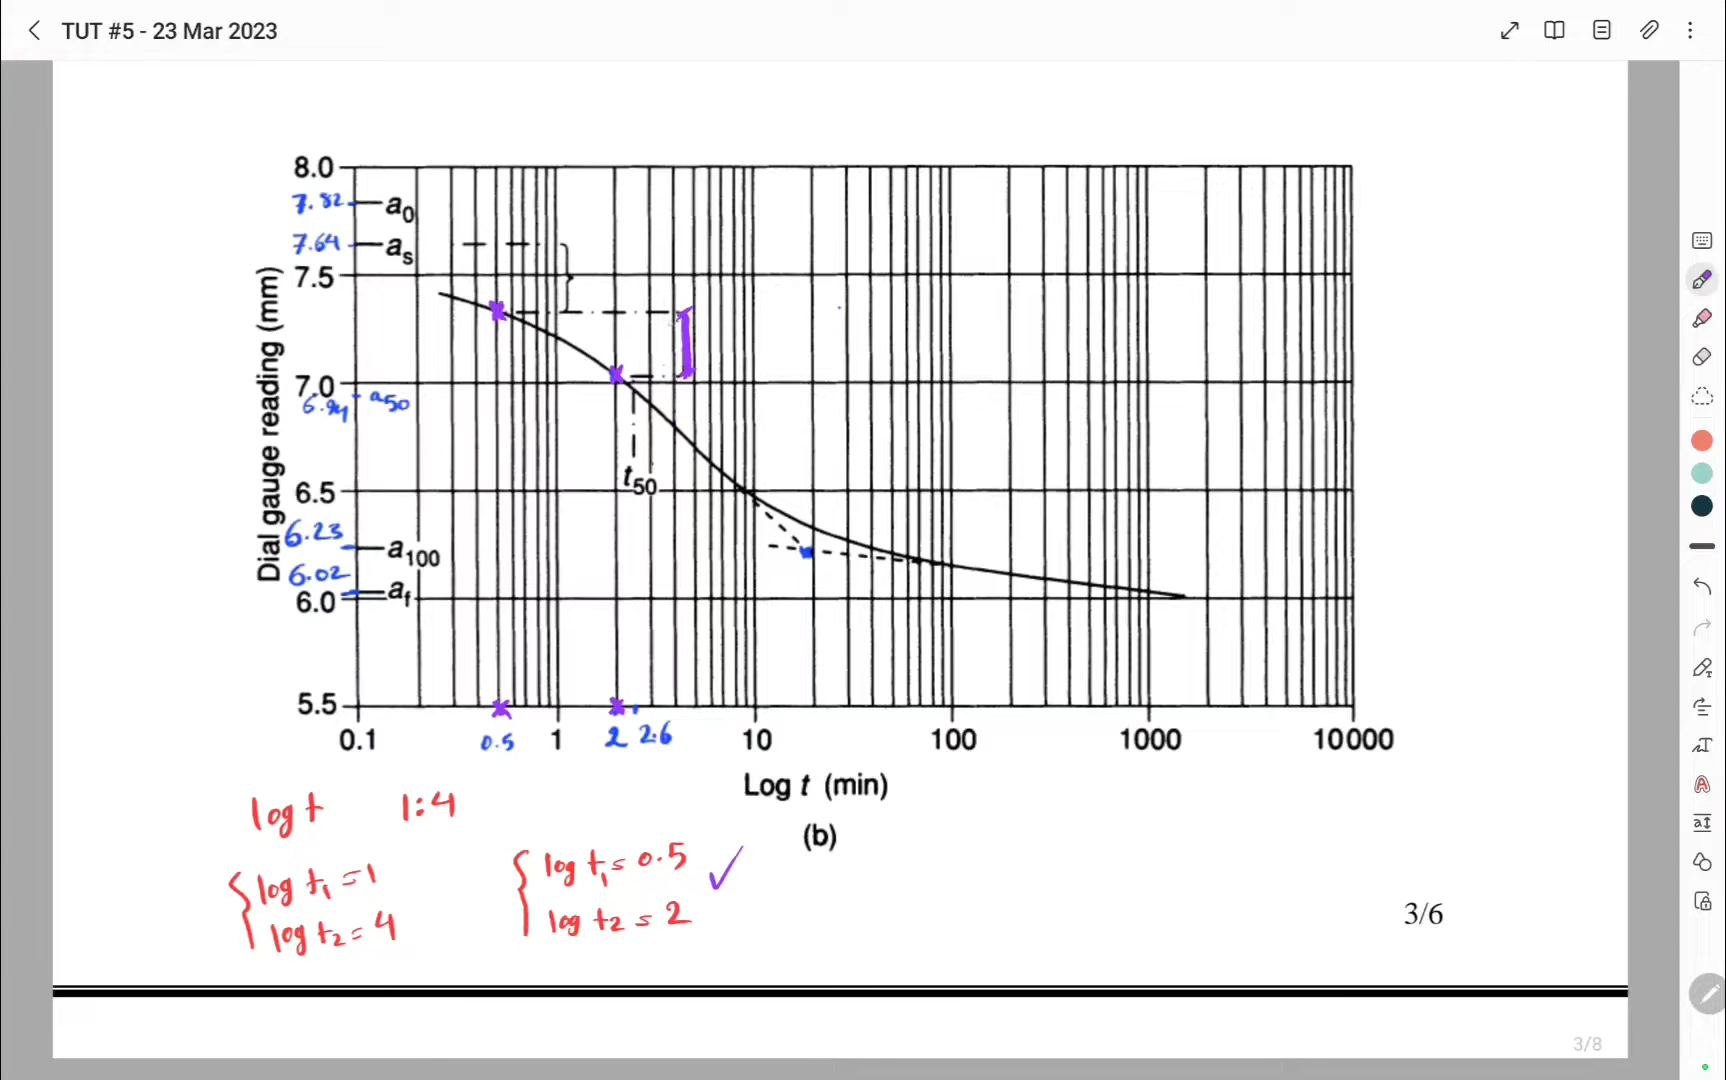 TUT #5 - 23 Mar 2023
8.0
7.82 a0
7.64 as
7.5
7.0
6.94 a50
t50
6.5
6.23
a100
6.02 af
6.0
5.5
Dial gauge reading (mm)
0.5 2 2.6
0.1 1 10 100 1000 10000
Log t (min)
(b)
log t 1:4
log t1 = 1
log t2 = 4
log t1 = 0.5
log t2 = 2
3/6
3/8